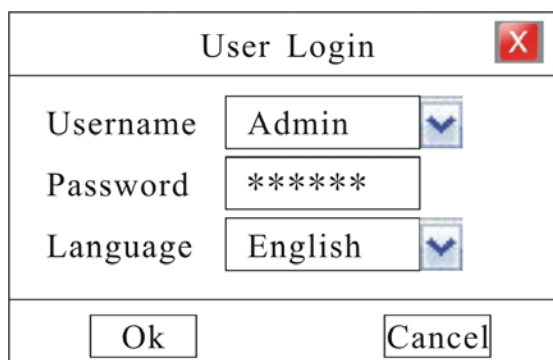 User Login X
Username Admin
Password ******
Language English
Ok Cancel